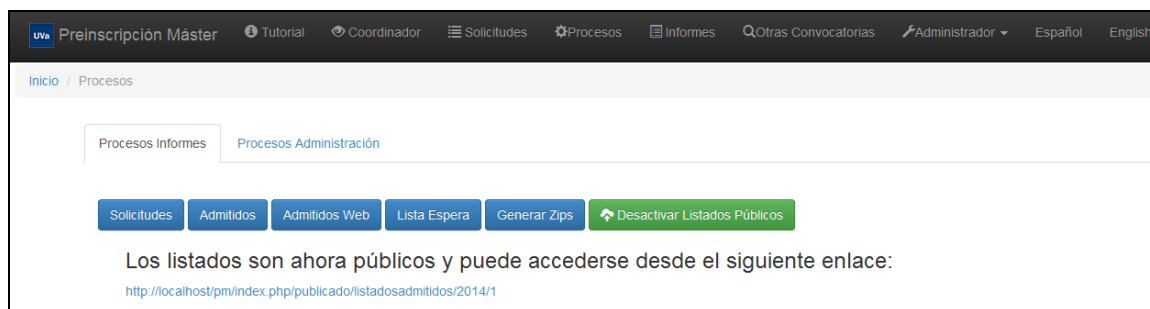 UVa Preinscripción Máster Tutorial Coordinador Solicitudes Procesos Informes Otras Convocatorias Administrador Español English
Inicio / Procesos
Procesos Informes Procesos Administración
Solicitudes Admitidos Admitidos Web Lista Espera Generar Zips Desactivar Listados Públicos
Los listados son ahora públicos y puede accederse desde el siguiente enlace:
http://localhost/pm/index.php/publicado/listadosadmitidos/2014/1